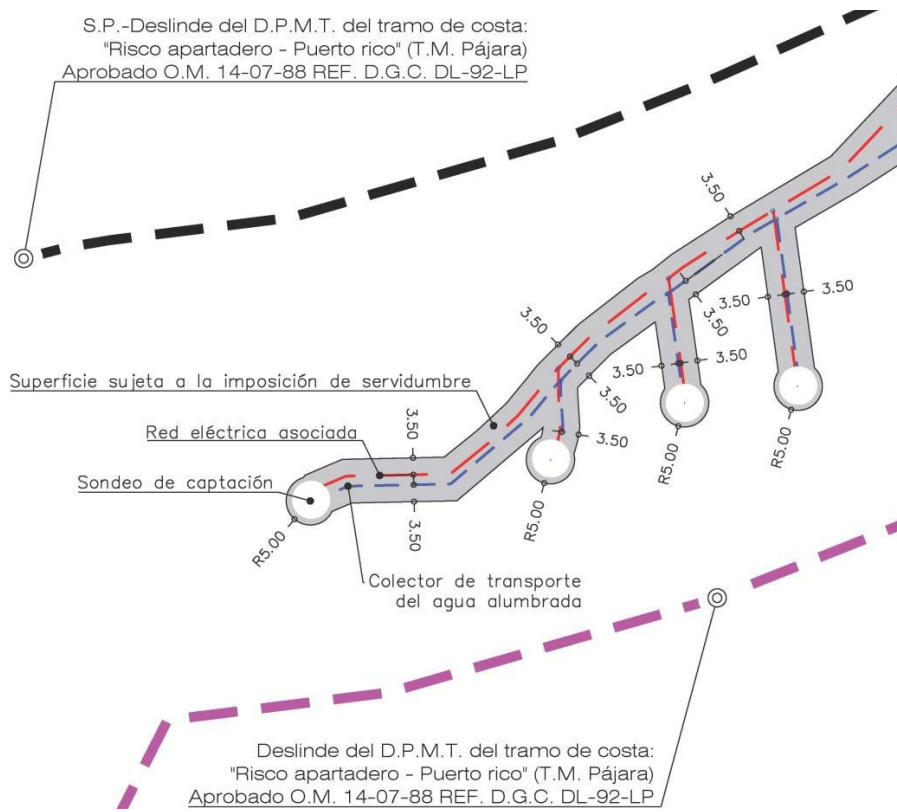 S.P.-Deslinde del D.P.M.T. del tramo de costa:
"Risco apartadero - Puerto rico" (T.M. Pájara)
Aprobado O.M. 14-07-88 REF. D.G.C. DL-92-LP
3.50
3.50
3.50
3.50
3.50
3.50
3.50
3.50
Superficie sujeta a la imposición de servidumbre
3.50
Red eléctrica asociada
3.50
3.50
R5.00
Sondeo de captación
R5.00
R5.00
3.50
R5.00
Colector de transporte
del agua alumbrada
Deslinde del D.P.M.T. del tramo de costa:
"Risco apartadero - Puerto rico" (T.M. Pájara)
Aprobado O.M. 14-07-88 REF. D.G.C. DL-92-LP